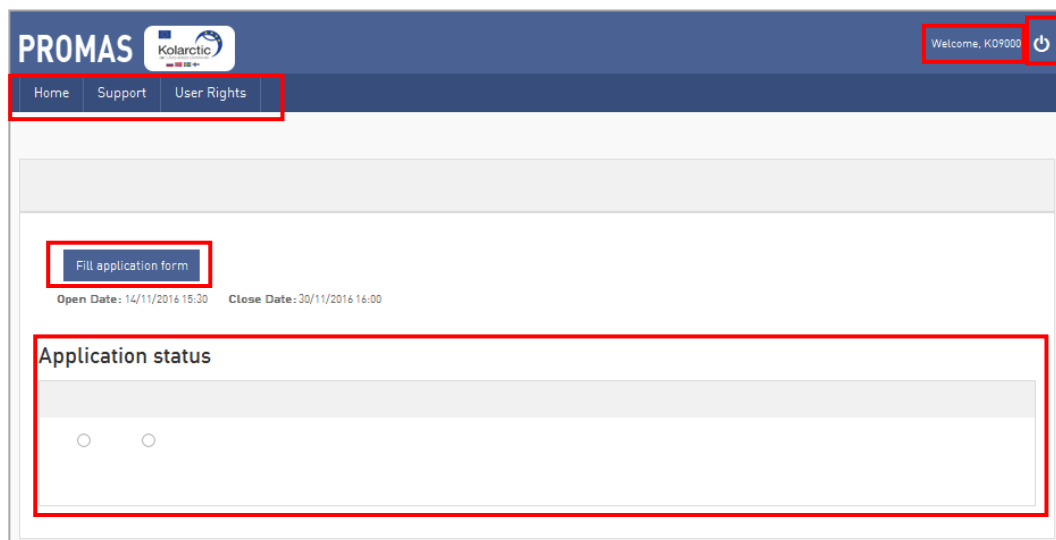 PROMAS
Kolarctic
Welcome, KO9000
Home Support User Rights
Fill application form
Open Date: 14/11/2016 15:30 Close Date: 30/11/2016 16:00
Application status